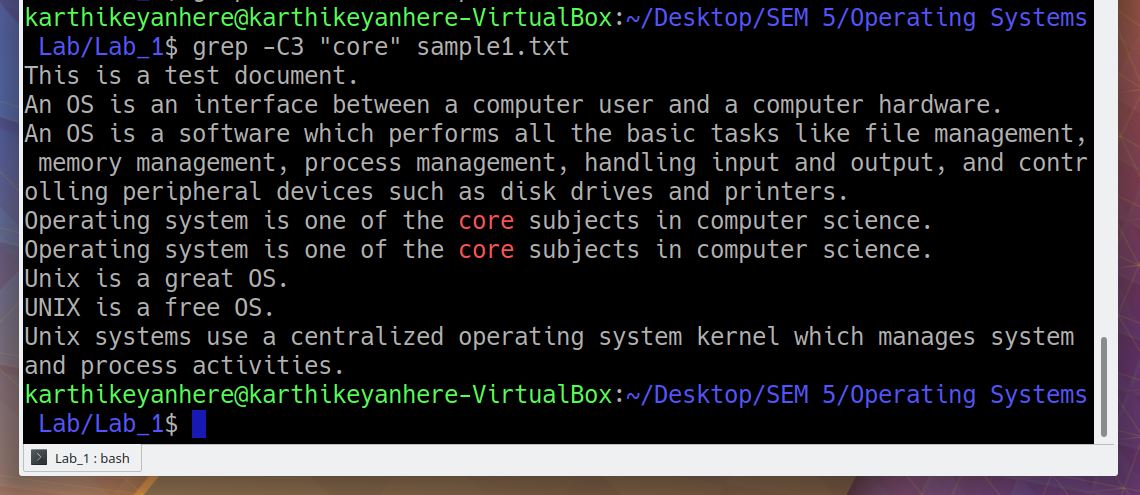 karthikeyanhere@karthikeyanhere-VirtualBox:~/Desktop/SEM 5/Operating Systems
Lab/Lab_1$ grep -C3 "core" sample1.txt
This is a test document.
An OS is an interface between a computer user and a computer hardware.
An OS is a software which performs all the basic tasks like file management,
memory management, process management, handling input and output, and contr
olling peripheral devices such as disk drives and printers.
Operating system is one of the core subjects in computer science.
Operating system is one of the core subjects in computer science.
Unix is a great OS.
UNIX is a free OS.
Unix systems use a centralized operating system kernel which manages system
and process activities.
karthikeyanhere@karthikeyanhere-VirtualBox:~/Desktop/SEM 5/Operating Systems
Lab/Lab_1$
Lab_1 : bash